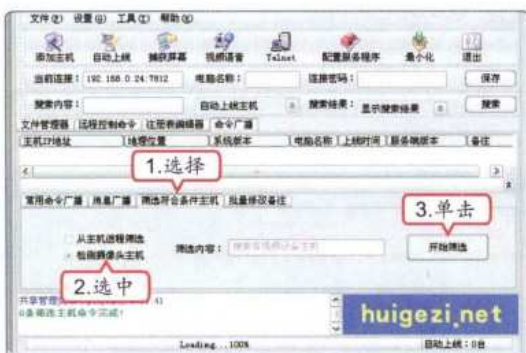 文件(F) 设置(G) 工具(T) 帮助(G)
添加主机 自动上线 捕获屏幕 视频语音 Telnet 配置服务程序 最小化 退出
当前连接: 192.168.0.24:7812 电脑名称: 连接密码: 保存
搜索内容: 自动上线主机 搜索结果: 显示搜索结果 搜索
文件管理器 远程控制命令 注册表编辑器 命令广播
主机IP地址 地理位置 系统版本 电脑名称 上线时间 服务端版本 备注
1.选择
常用命令广播 消息广播 筛选符合条件主机 批量修改备注
3.单击
从主机进程筛选
检测摄像头主机
筛选内容:
开始筛选
2.选中
共享管理 41
0条筛选主机命令完成!
huigezi.net
Loading...100% 自动上线:0台